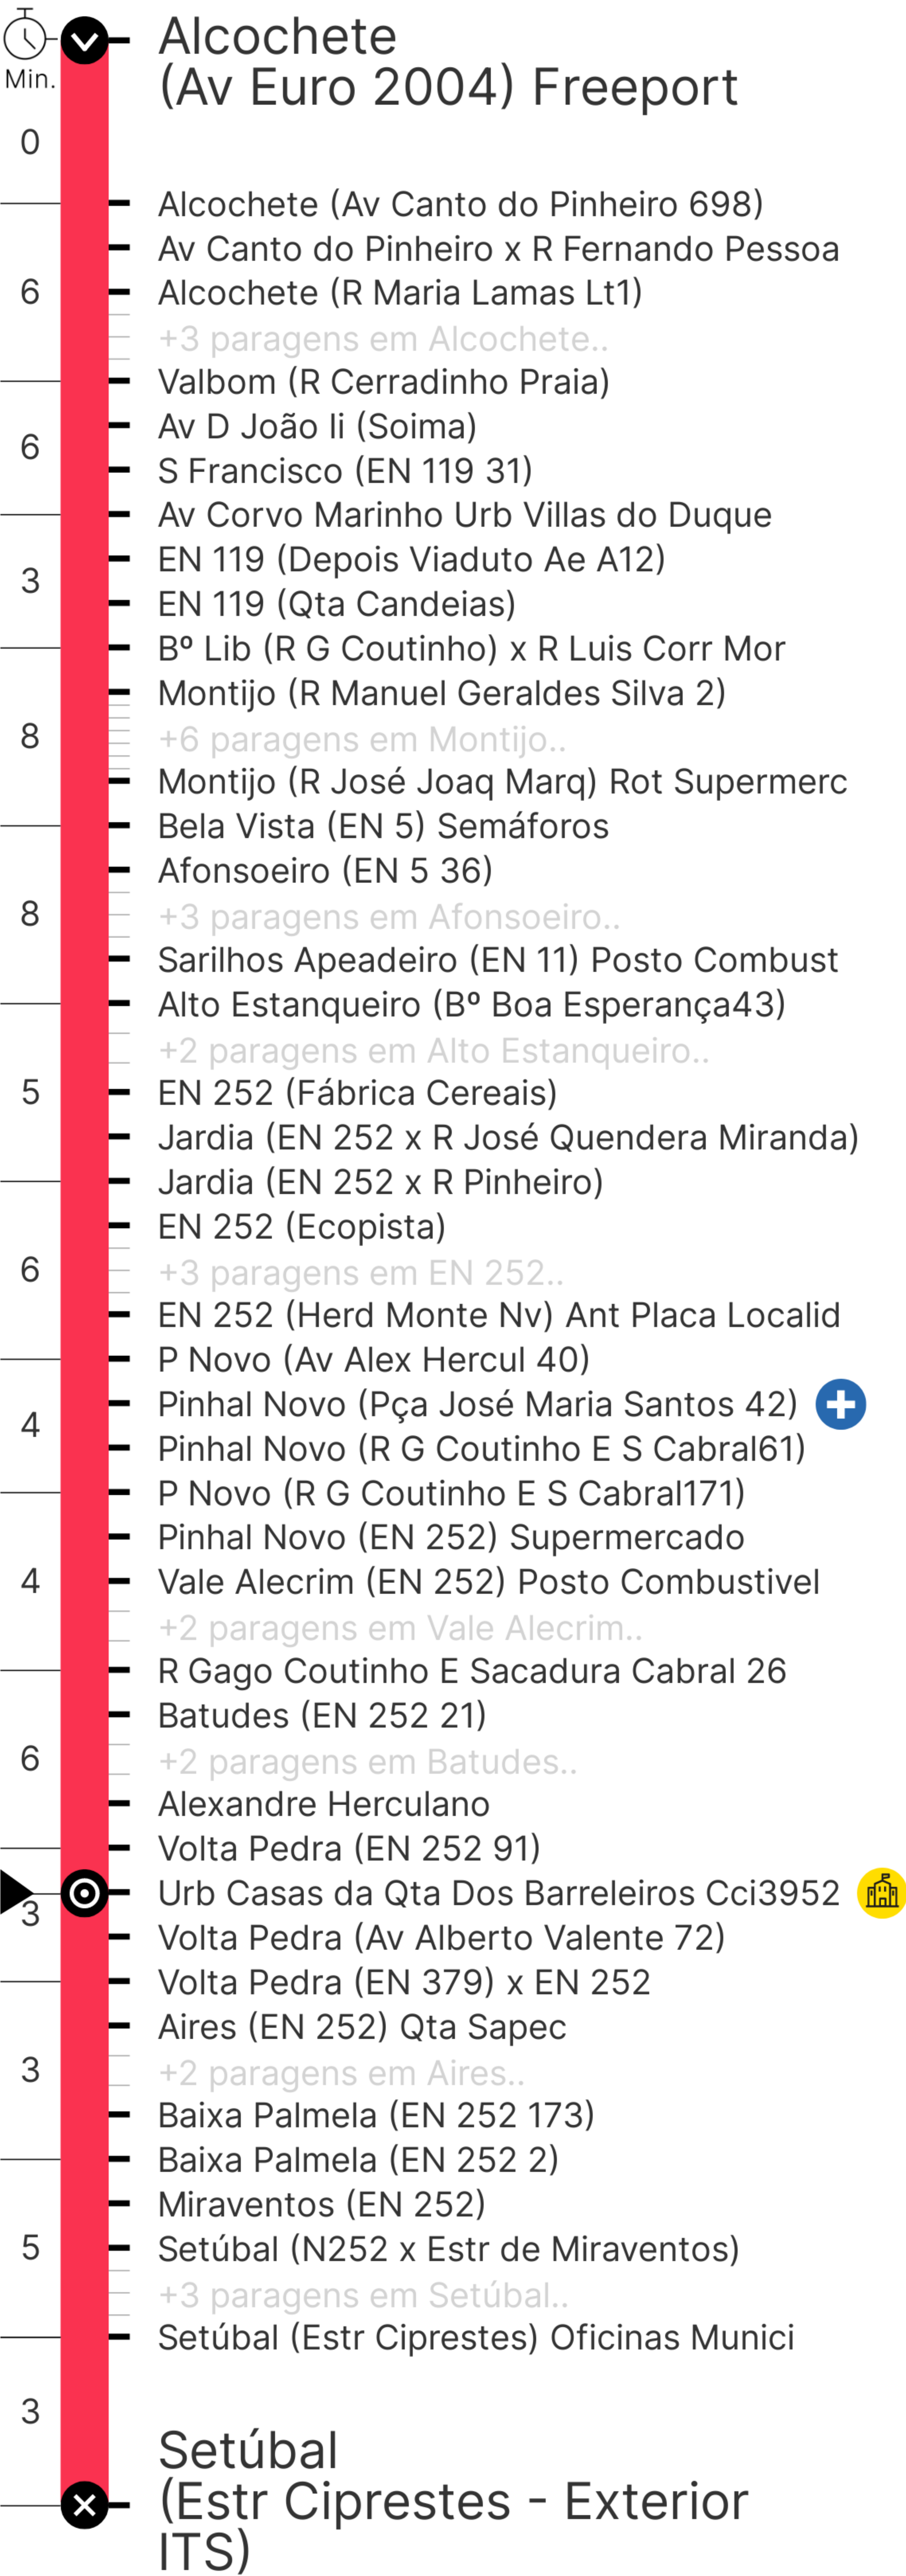 Alcochete
(Av Euro 2004) Freeport
Min.
0
Alcochete (Av Canto do Pinheiro 698)
Av Canto do Pinheiro x R Fernando Pessoa
6
Alcochete (R Maria Lamas Lt1)
+3 paragens em Alcochete..
Valbom (R Cerradinho Praia)
Av D João Ii (Soima)
6
S Francisco (EN 119 31)
Av Corvo Marinho Urb Villas do Duque
EN 119 (Depois Viaduto Ae A12)
3
EN 119 (Qta Candeias)
Bº Lib (R G Coutinho) x R Luis Corr Mor
Montijo (R Manuel Geraldes Silva 2)
8
+6 paragens em Montijo..
Montijo (R José Joaq Marq) Rot Supermerc
Bela Vista (EN 5) Semáforos
Afonsoeiro (EN 5 36)
8
+3 paragens em Afonsoeiro..
Sarilhos Apeadeiro (EN 11) Posto Combust
Alto Estanqueiro (Bº Boa Esperança43)
+2 paragens em Alto Estanqueiro..
5
EN 252 (Fábrica Cereais)
Jardia (EN 252 x R José Quendera Miranda)
Jardia (EN 252 x R Pinheiro)
EN 252 (Ecopista)
6
+3 paragens em EN 252..
EN 252 (Herd Monte Nv) Ant Placa Localid
P Novo (Av Alex Hercul 40)
Pinhal Novo (Pça José Maria Santos 42)
4
Pinhal Novo (R G Coutinho E S Cabral61)
P Novo (R G Coutinho E S Cabral171)
Pinhal Novo (EN 252) Supermercado
4
Vale Alecrim (EN 252) Posto Combustivel
+2 paragens em Vale Alecrim..
R Gago Coutinho E Sacadura Cabral 26
Batudes (EN 252 21)
6
+2 paragens em Batudes..
Alexandre Herculano
Volta Pedra (EN 252 91)
Urb Casas da Qta Dos Barreleiros Cci3952
3
Volta Pedra (Av Alberto Valente 72)
Volta Pedra (EN 379) x EN 252
Aires (EN 252) Qta Sapec
3
+2 paragens em Aires..
Baixa Palmela (EN 252 173)
Baixa Palmela (EN 252 2)
Miraventos (EN 252)
5
Setúbal (N252 x Estr de Miraventos)
+3 paragens em Setúbal..
Setúbal (Estr Ciprestes) Oficinas Munici
3
Setúbal
(Estr Ciprestes - Exterior
ITS)